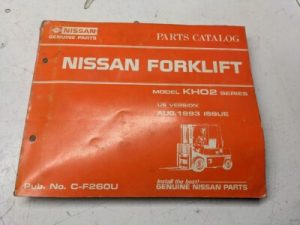 NISSAN
GENUINE PARTS
PARTS CATALOG
NISSAN FORKLIFT
MODEL KH02 SERIES
US VERSION
AUG.1993 ISSUE
Pub. No. C-F260U
Install the best!
GENUINE NISSAN PARTS